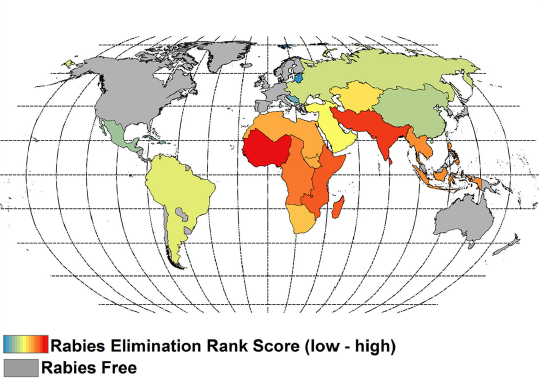 Rabies Elimination Rank Score (low - high)
Rabies Free